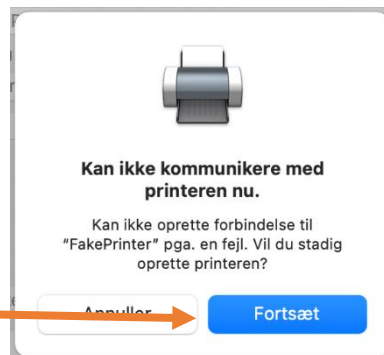 Kan ikke kommunikere med
printeren nu.
Kan ikke oprette forbindelse til
"FakePrinter" pga. en fejl. Vil du stadig
oprette printeren?
Annuller
Fortsæt